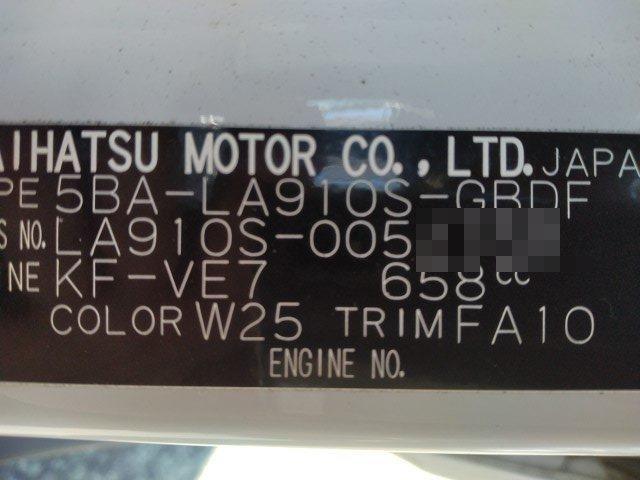 AIHATSU MOTOR CO., LTD. JAPA
PE 5BA-LA910S-GBDF
S NO. LA910S-005
NE KF-VE7 658cc
COLOR W25 TRIM FA10
ENGINE NO.